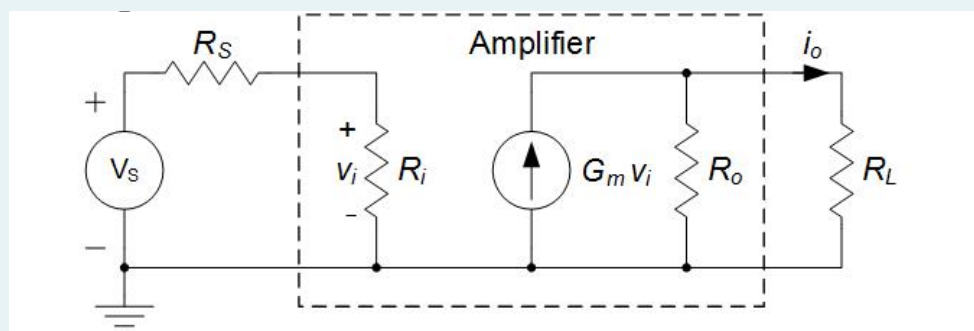 Amplifier
R_S
i_o
+
V_S
−
+
v_i
-
R_i
G_m v_i
R_o
R_L